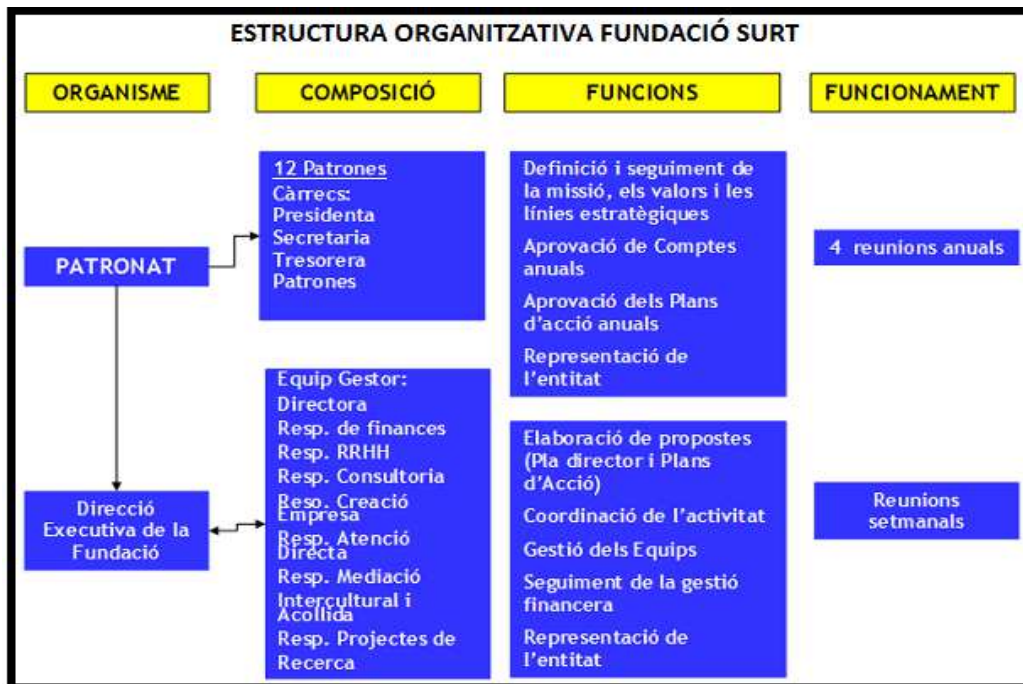 ESTRUCTURA ORGANITZATIVA FUNDACIÓ SURT
ORGANISME
COMPOSICIÓ
FUNCIONS
FUNCIONAMENT
PATRONAT
12 Patrones
Càrrecs:
Presidenta
Secretaria
Tresorera
Patrones
Definició i seguiment de
la missió, els valors i les
línies estratègiques
Aprovació de Comptes
anuals
Aprovació dels Plans
d'acció anuals
Representació de
l'entitat
4 reunions anuals
Direcció
Executiva de la
Fundació
Equip Gestor:
Directora
Resp. de finances
Resp. RRHH
Resp. Consultoria
Resp. Creació
Empresa
Resp. Atenció
Directa
Resp. Mediació
Intercultural i
Acollida
Resp. Projectes de
Recerca
Elaboració de propostes
(Pla director i Plans
d'Acció)
Coordinació de l'activitat
Gestió dels Equips
Seguiment de la gestió
financera
Representació de
l'entitat
Reunions
setmanals